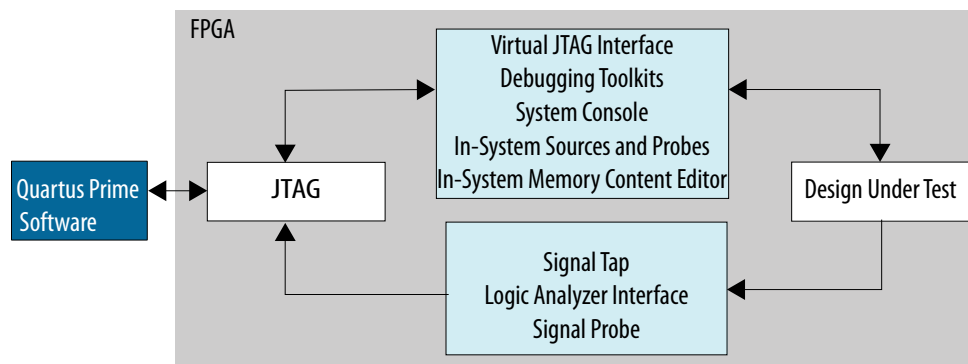 FPGA
Virtual JTAG Interface
Debugging Toolkits
System Console
In-System Sources and Probes
In-System Memory Content Editor
Quartus Prime
Software
JTAG
Design Under Test
Signal Tap
Logic Analyzer Interface
Signal Probe